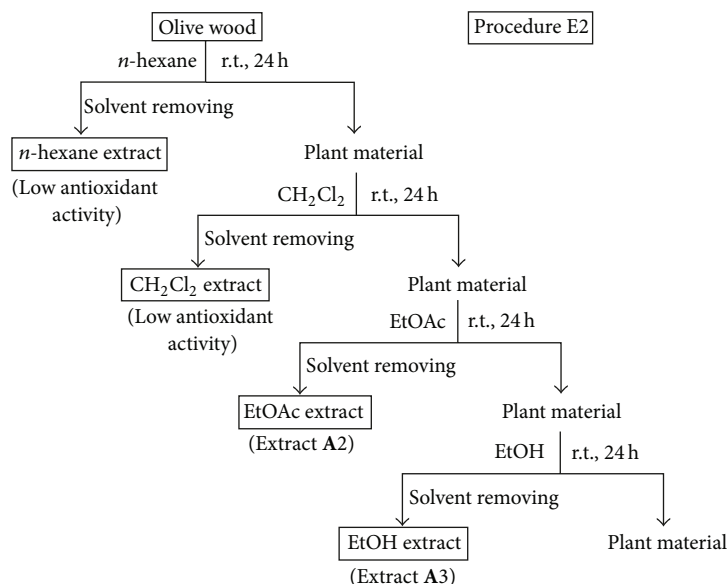 Olive wood
Procedure E2
n-hexane
r.t., 24 h
Solvent removing
n-hexane extract
Plant material
(Low antioxidant
activity)
CH₂Cl₂
r.t., 24 h
Solvent removing
CH₂Cl₂ extract
Plant material
(Low antioxidant
activity)
EtOAc
r.t., 24 h
Solvent removing
EtOAc extract
Plant material
(Extract A2)
EtOH
r.t., 24 h
Solvent removing
EtOH extract
Plant material
(Extract A3)